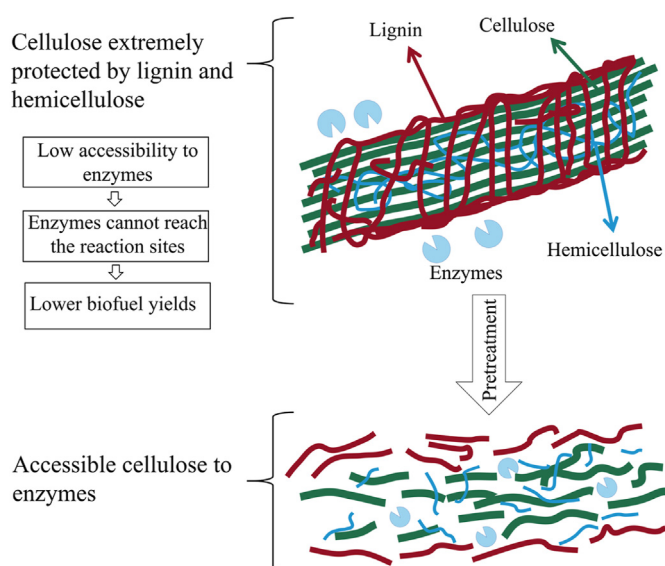 Cellulose extremely
protected by lignin and
hemicellulose
Low accessibility to
enzymes
Enzymes cannot reach
the reaction sites
Lower biofuel yields
Lignin
Cellulose
Enzymes
Hemicellulose
Pretreatment
Accessible cellulose to
enzymes